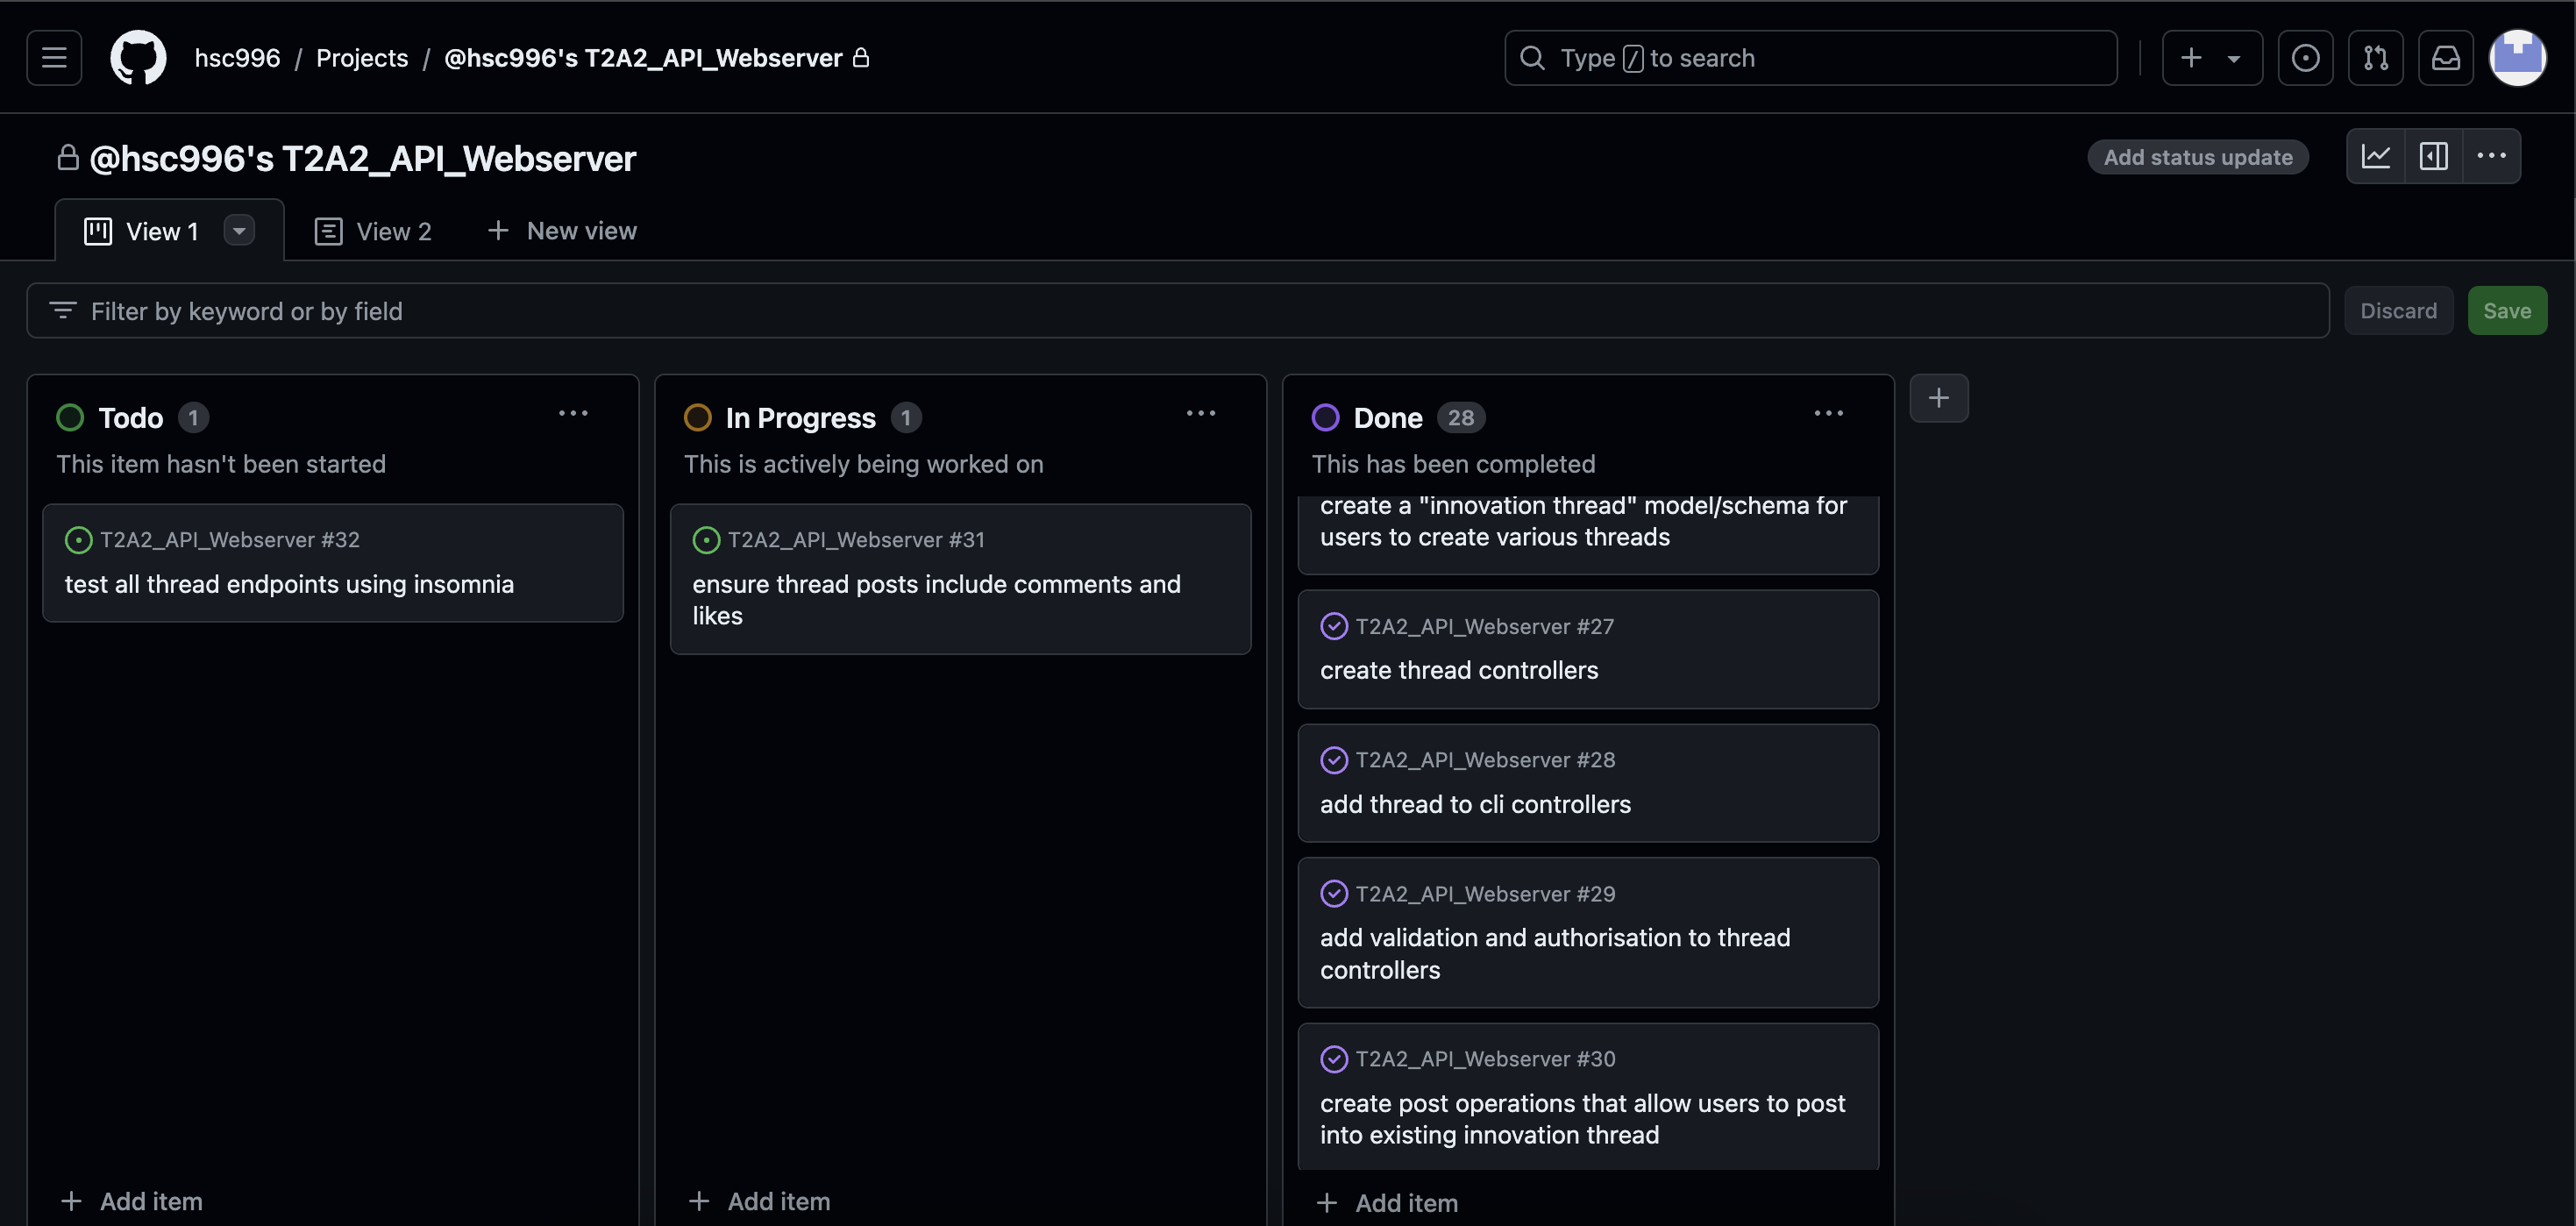 hsc996 / Projects / @hsc996's T2A2_API_Webserver
Type / to search
@hsc996's T2A2_API_Webserver
Add status update
View 1
View 2
New view
Filter by keyword or by field
Discard
Save
Todo 1
This item hasn't been started
T2A2_API_Webserver #32
test all thread endpoints using insomnia
Add item
In Progress 1
This is actively being worked on
T2A2_API_Webserver #31
ensure thread posts include comments and
likes
Add item
Done 28
This has been completed
create a "innovation thread" model/schema for
users to create various threads
T2A2_API_Webserver #27
create thread controllers
T2A2_API_Webserver #28
add thread to cli controllers
T2A2_API_Webserver #29
add validation and authorisation to thread
controllers
T2A2_API_Webserver #30
create post operations that allow users to post
into existing innovation thread
Add item